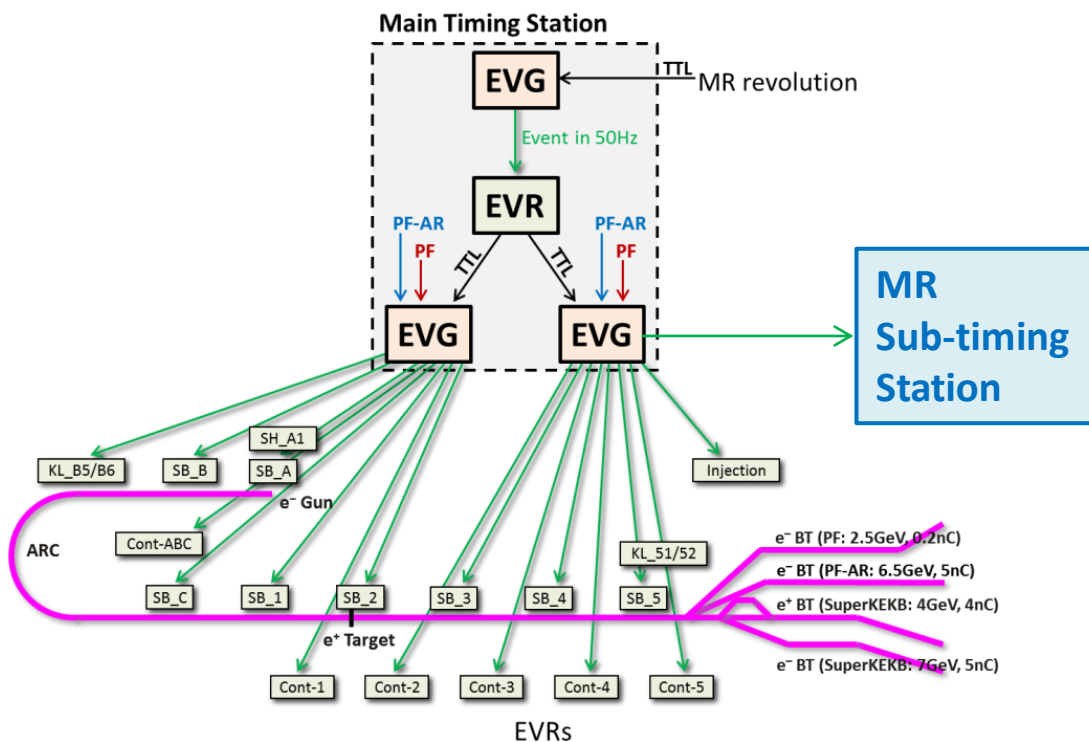 Main Timing Station
EVG
TTL
MR revolution
Event in 50Hz
EVR
PF-AR
PF
TTL
TTL
PF-AR
PF
EVG
EVG
MR
Sub-timing
Station
KL_B5/B6
SB_B
SH_A1
SB_A
Injection
e⁻ Gun
ARC
Cont-ABC
KL_51/52
SB_C
SB_1
SB_2
SB_3
SB_4
SB_5
e⁺ Target
e⁻ BT (PF: 2.5GeV, 0.2nC)
e⁻ BT (PF-AR: 6.5GeV, 5nC)
e⁺ BT (SuperKEKB: 4GeV, 4nC)
e⁻ BT (SuperKEKB: 7GeV, 5nC)
Cont-1
Cont-2
Cont-3
Cont-4
Cont-5
EVRs